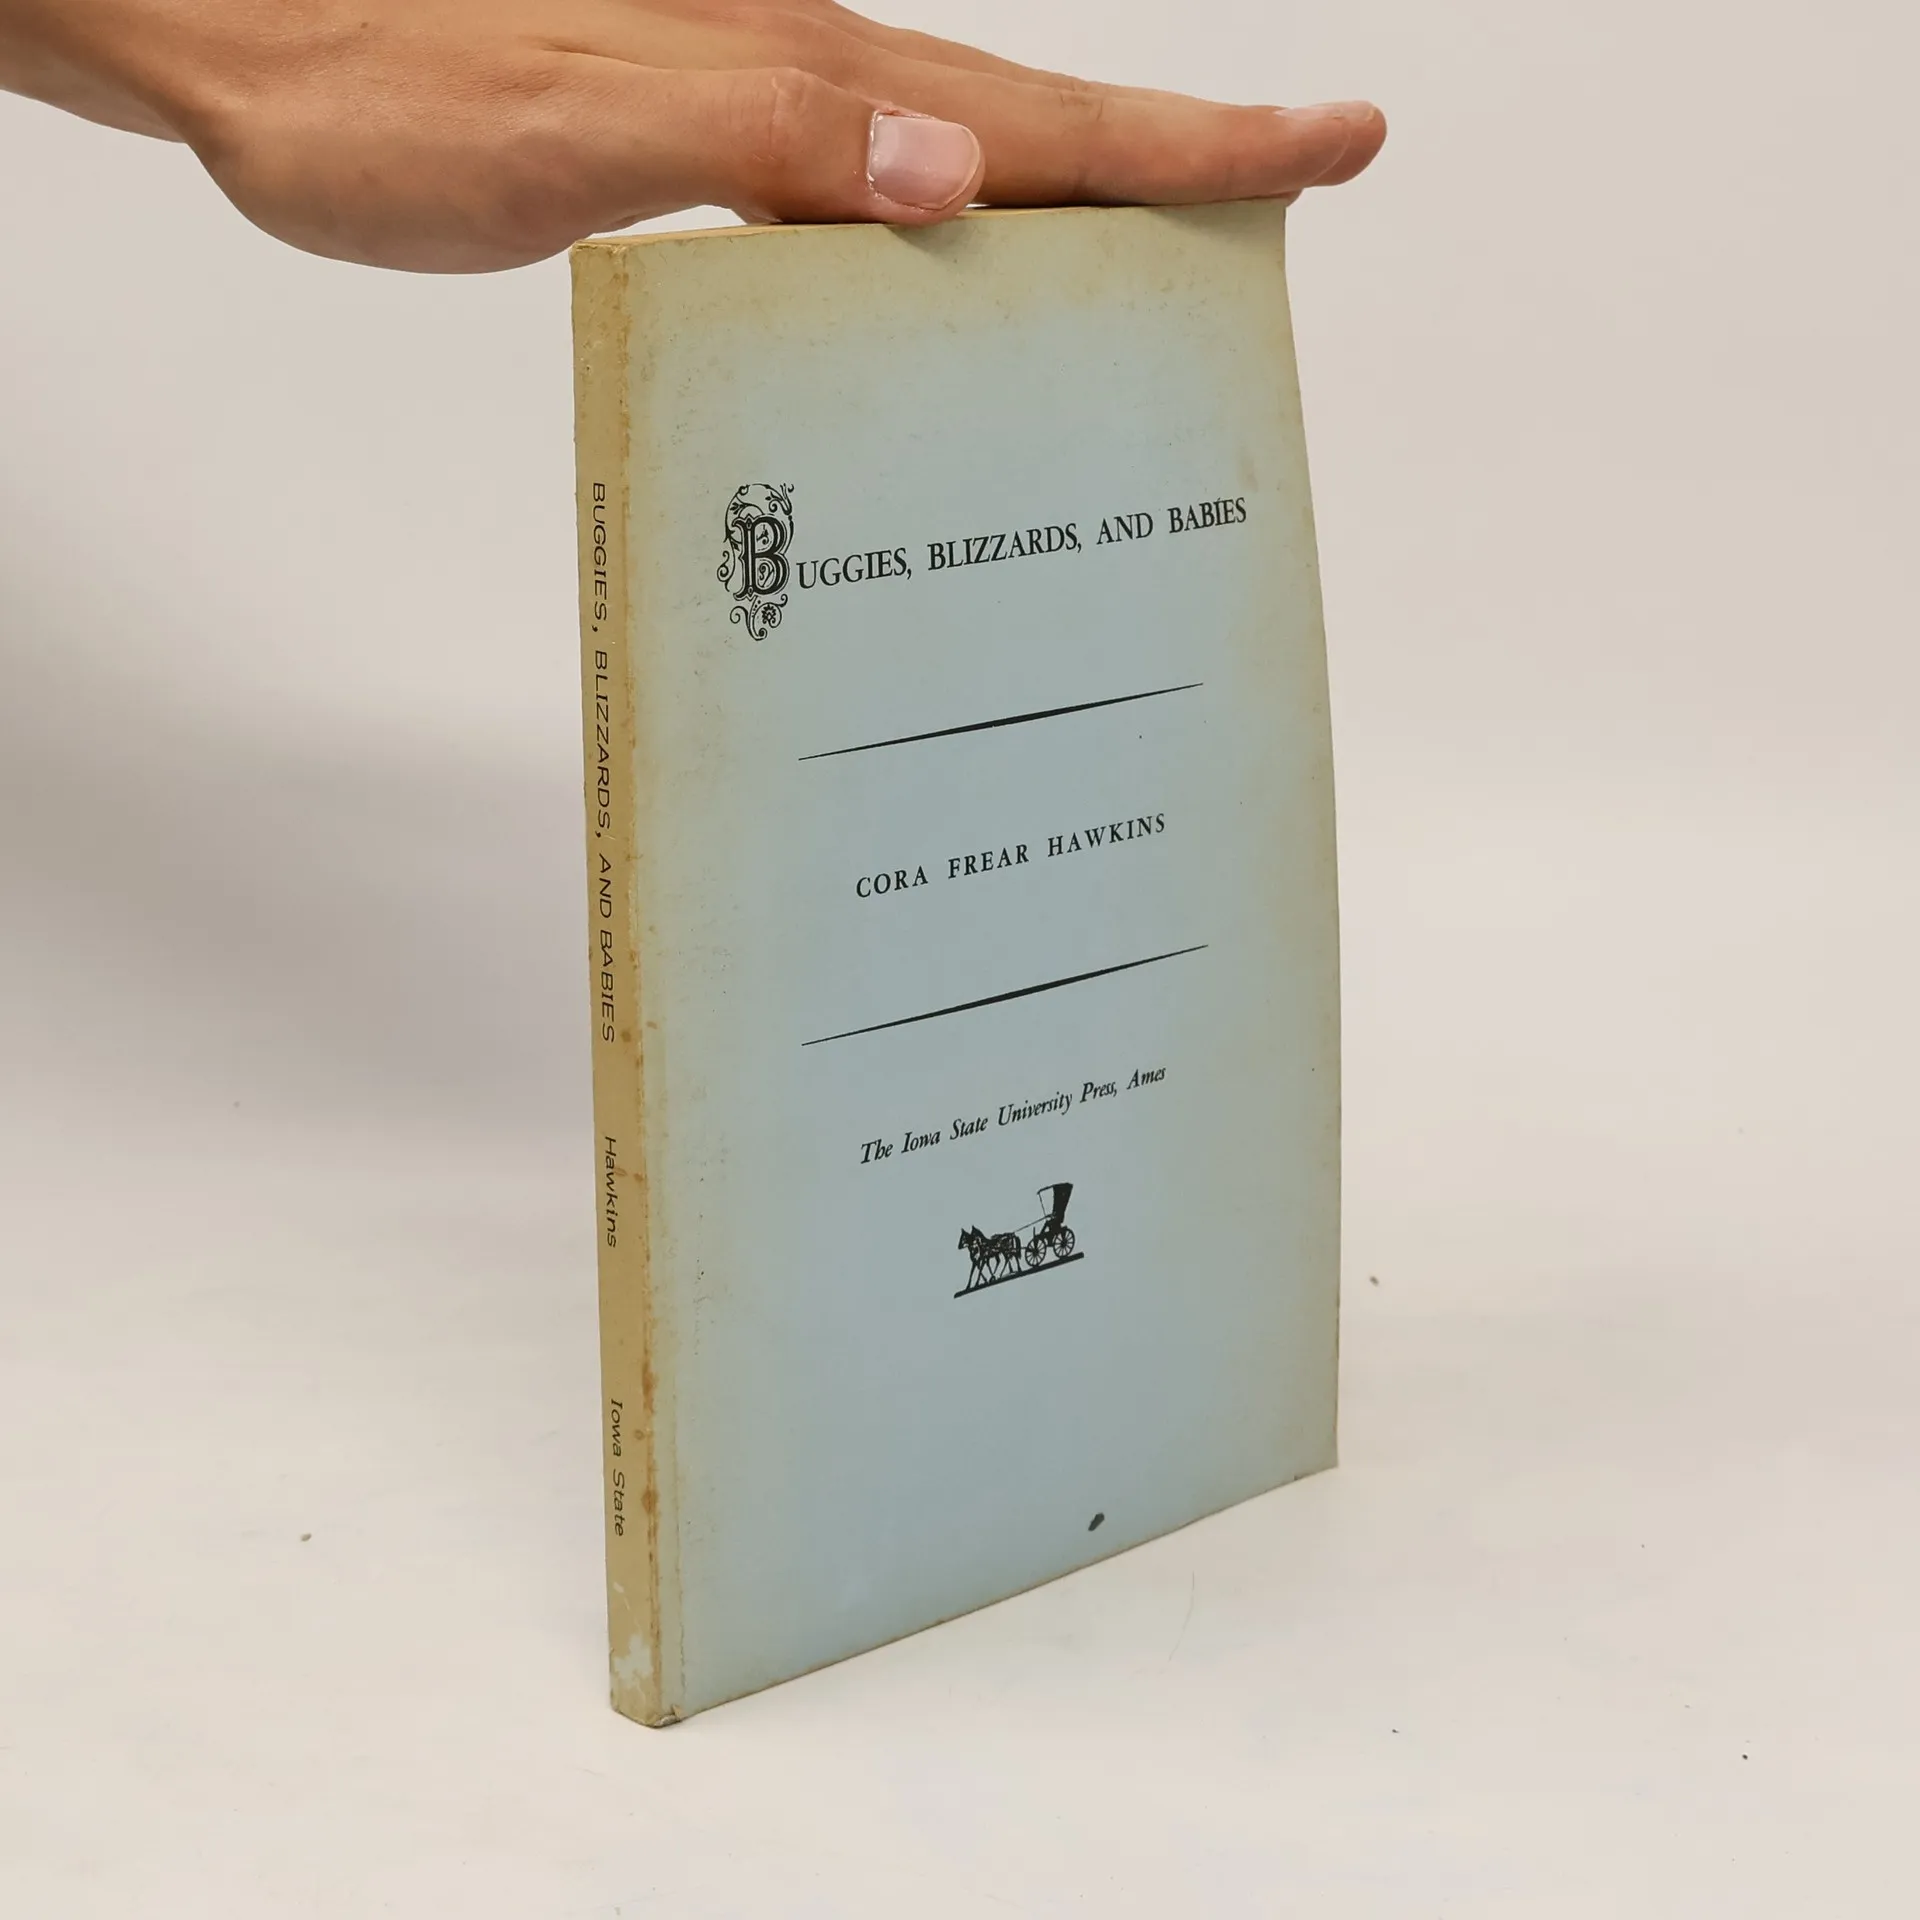 BUGGIES, BLIZZARDS, AND BABIES
CORA FREAR HAWKINS
The Iowa State University Press, Ames
BUGGIES, BLIZZARDS, AND BABIES Hawkins Iowa State